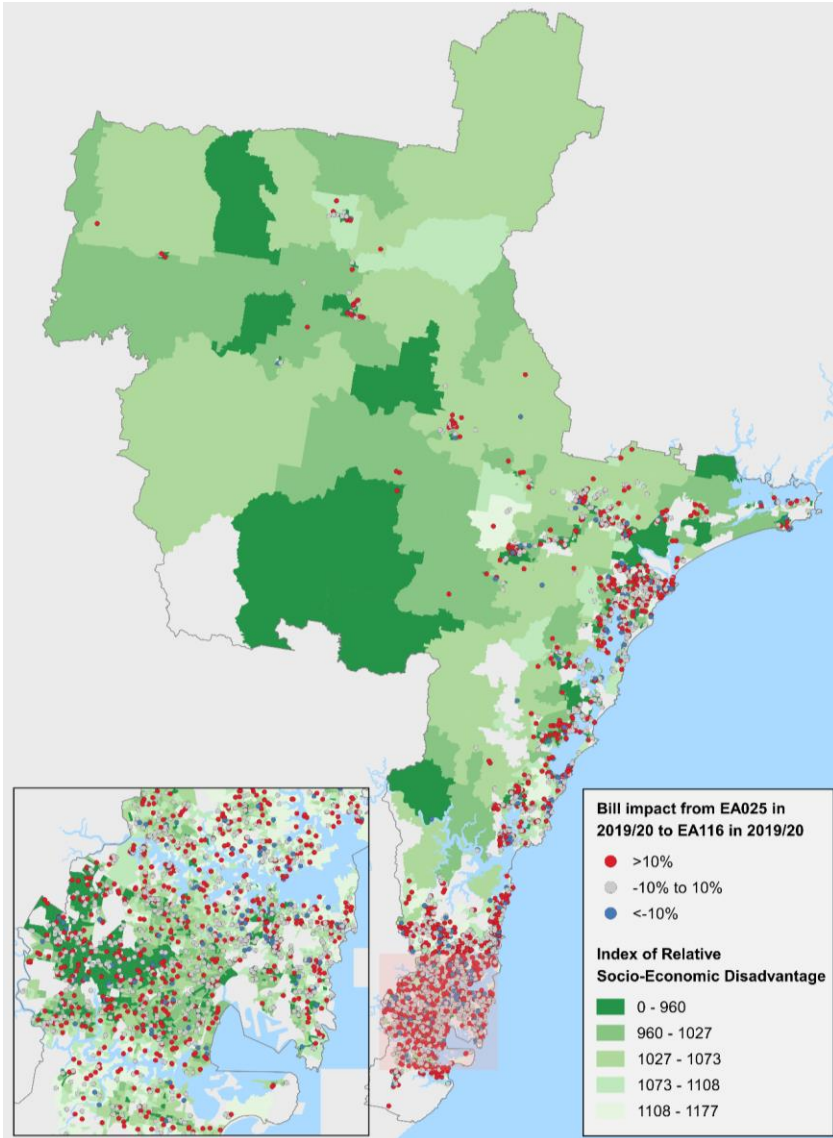 Bill impact from EA025 in
2019/20 to EA116 in 2019/20
>10%
-10% to 10%
<-10%
Index of Relative
Socio-Economic Disadvantage
0 - 960
960 - 1027
1027 - 1073
1073 - 1108
1108 - 1177